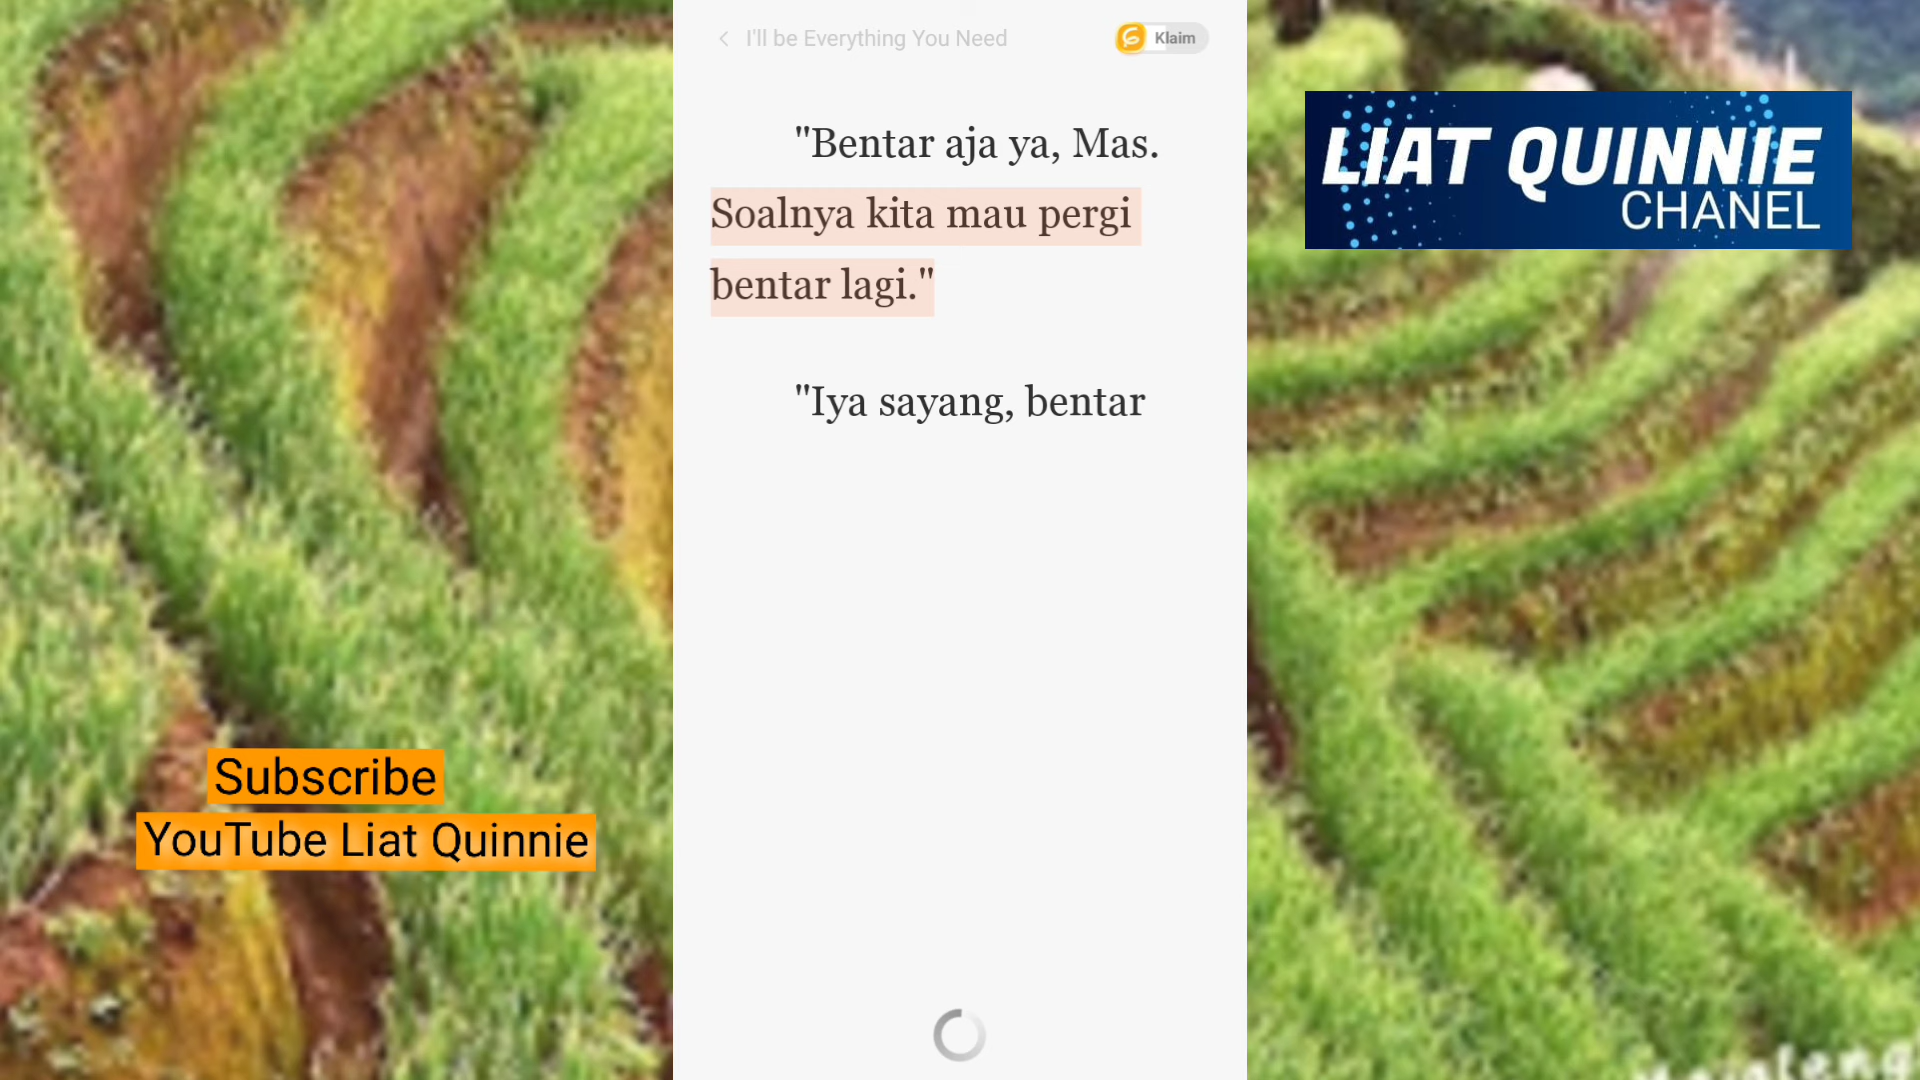 I'll be Everything You Need
Klaim
"Bentar aja ya, Mas.
Soalnya kita mau pergi
bentar lagi."
"Iya sayang, bentar
LIAT QUINNIE
CHANEL
Subscribe
YouTube Liat Quinnie